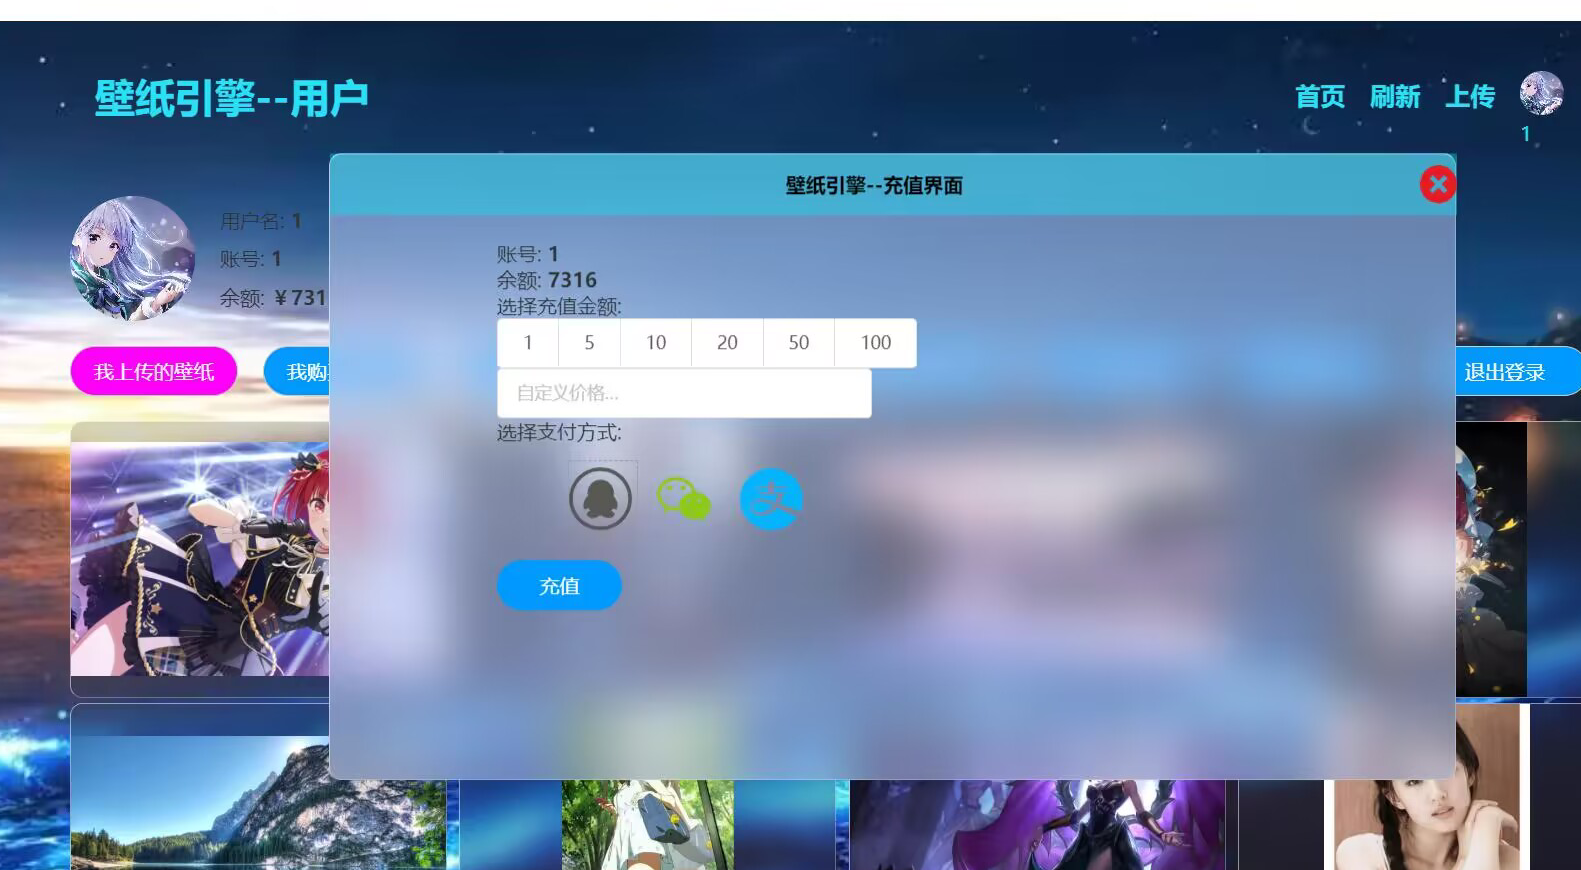 壁纸引擎--用户
首页 刷新 上传
1
壁纸引擎--充值界面
用户名: 1
账号: 1
余额: ￥731
我上传的壁纸
我购
退出登录
账号: 1
余额: 7316
选择充值金额:
1 5 10 20 50 100
自定义价格...
选择支付方式:
支
充值